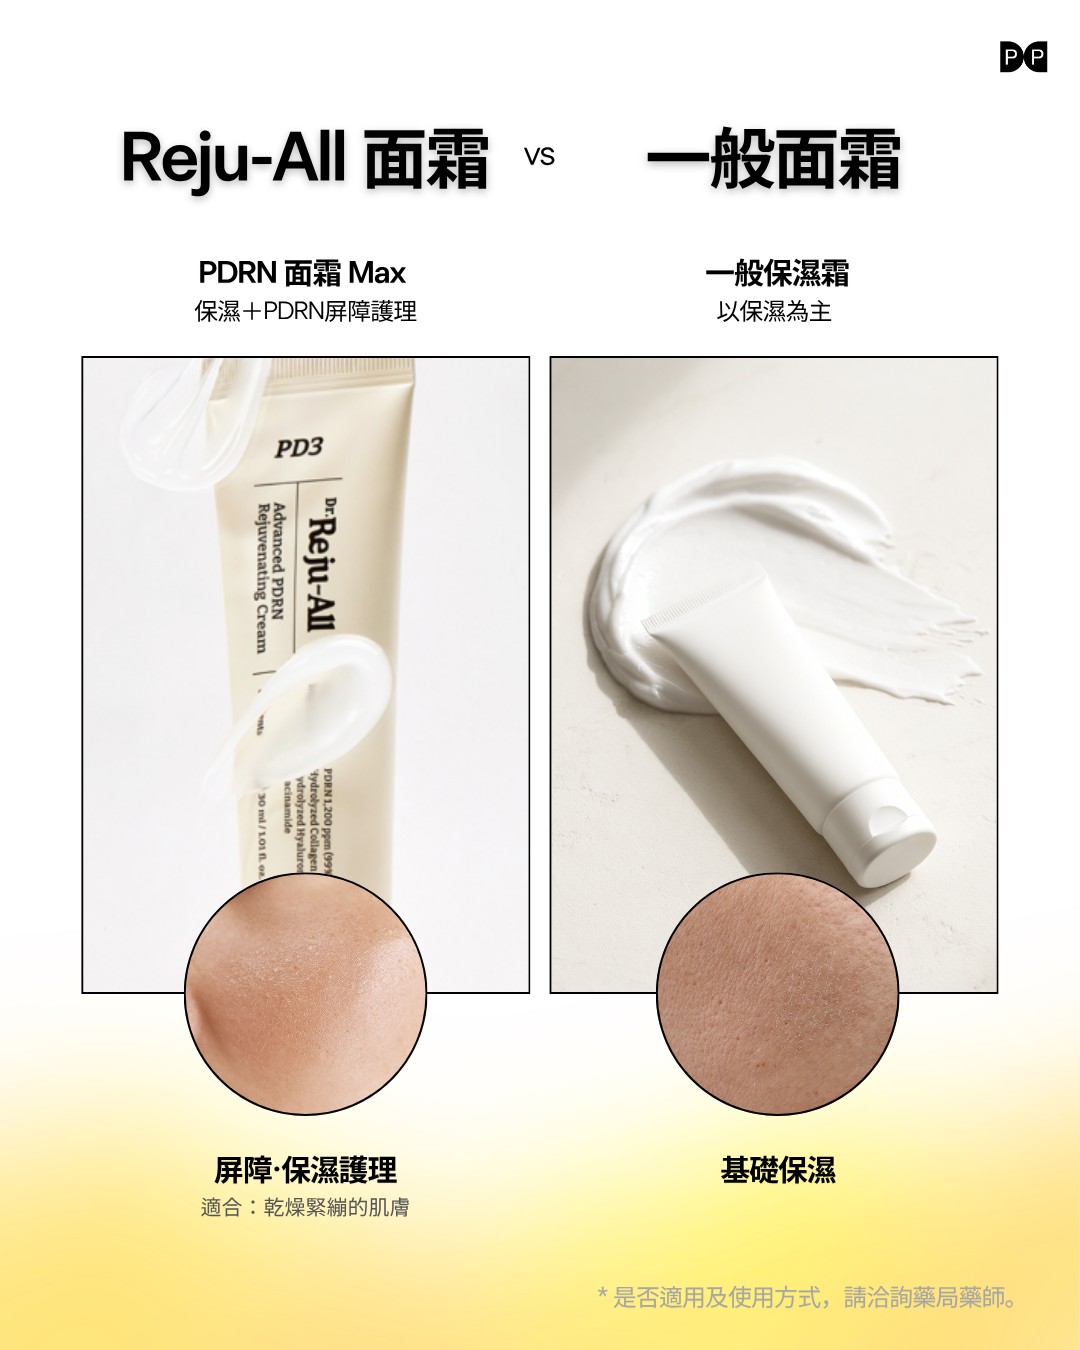 PP
Reju-All 面霜 vs 一般面霜
PDRN 面霜 Max
保濕＋PDRN屏障護理
一般保濕霜
以保濕為主
PD3
Dr.Reju-All
Advanced PDRN
Rejuvenating Cream
PDRN 1,200 ppm (99%
Hydrolyzed Collagen
30 ml / 1.01 fl. oz.
屏障·保濕護理
適合：乾燥緊繃的肌膚
基礎保濕
* 是否適用及使用方式，請洽詢藥局藥師。